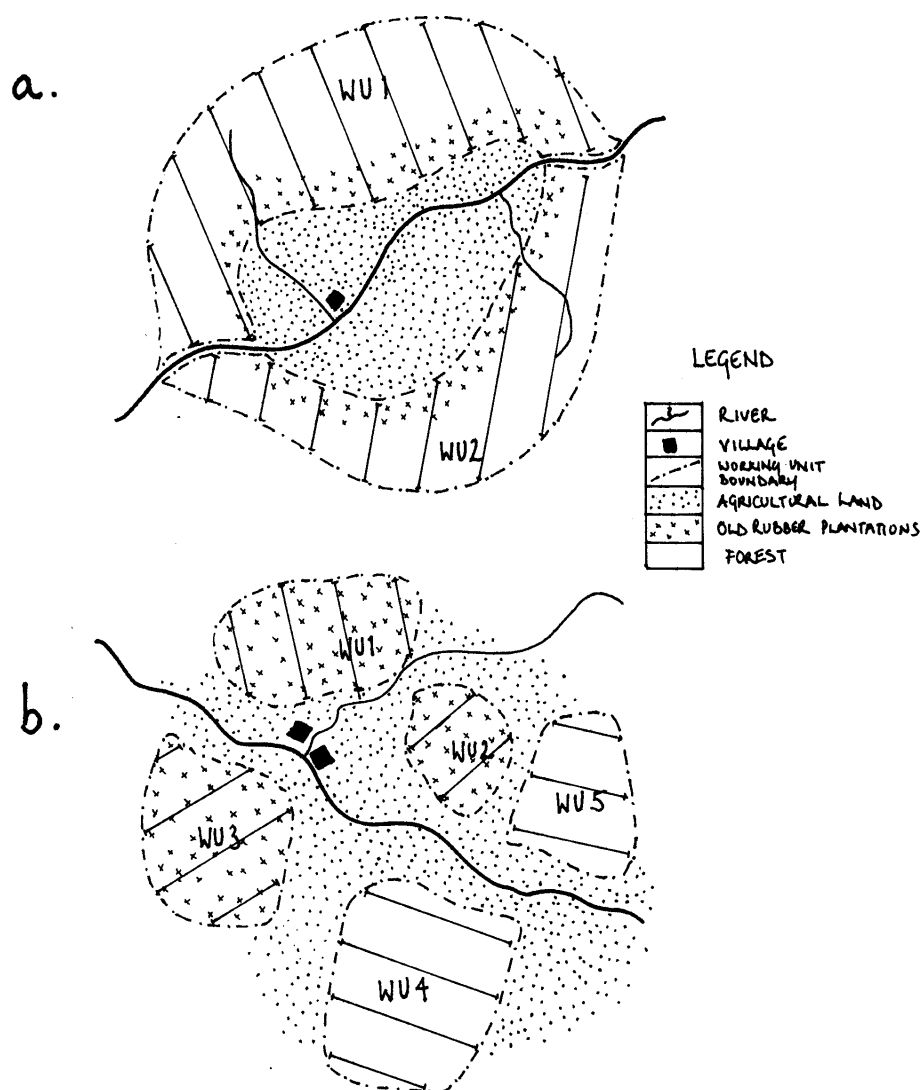 a.
WU1
WU2
LEGEND
RIVER
VILLAGE
WORKING UNIT
BOUNDARY
AGRICULTURAL LAND
OLD RUBBER PLANTATIONS
FOREST
b.
WU1
WU2
WU5
WU3
WU4